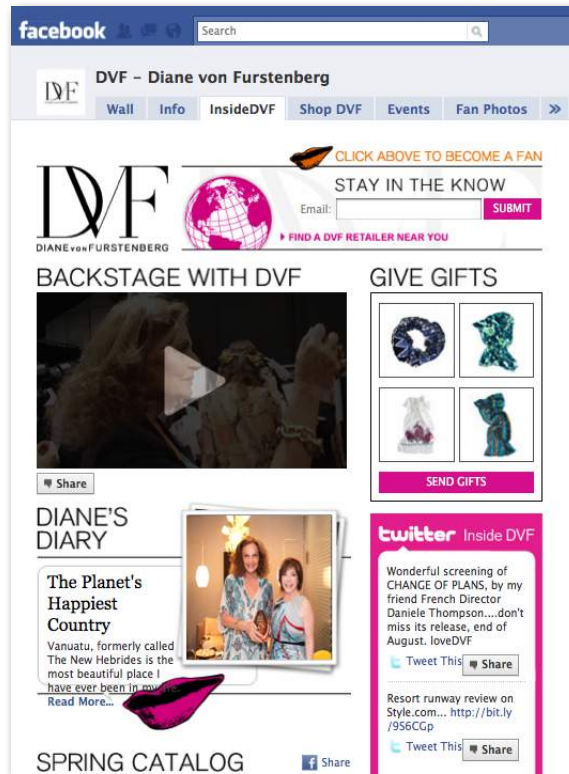 facebook
Search
DVF
DVF – Diane von Furstenberg
Wall
Info
InsideDVF
Shop DVF
Events
Fan Photos
»
CLICK ABOVE TO BECOME A FAN
DVF
DIANE von FURSTENBERG
STAY IN THE KNOW
Email:
SUBMIT
FIND A DVF RETAILER NEAR YOU
BACKSTAGE WITH DVF
Share
GIVE GIFTS
SEND GIFTS
DIANE'S
DIARY
The Planet's
Happiest
Country
Vanuatu, formerly called
The New Hebrides is the
most beautiful place I
have ever been in my life.
Read More...
twitter Inside DVF
Wonderful screening of
CHANGE OF PLANS, by my
friend French Director
Daniele Thompson....don't
miss its release, end of
August. loveDVF
Tweet This
Share
Resort runway review on
Style.com... http://bit.ly
/9S6CGp
Tweet This
Share
SPRING CATALOG
Share